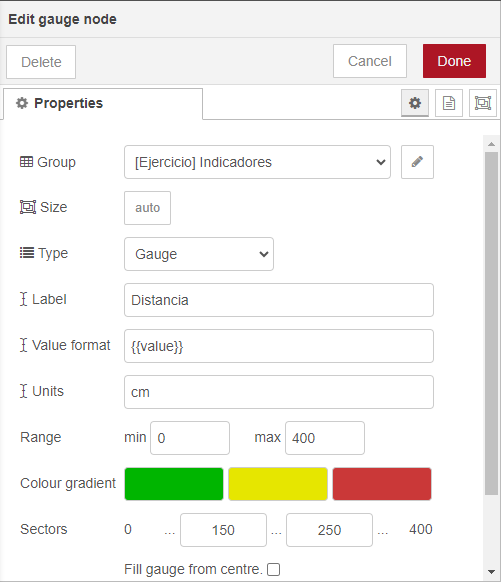 Edit gauge node
Delete Cancel Done
Properties
Group [Ejercicio] Indicadores
Size auto
Type Gauge
Label Distancia
Value format {{value}}
Units cm
Range min 0 max 400
Colour gradient
Sectors 0 ... 150 ... 250 ... 400
Fill gauge from centre.